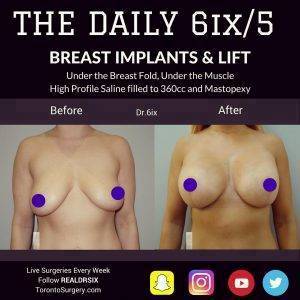 THE DAILY 6ix/5
BREAST IMPLANTS & LIFT
Under the Breast Fold, Under the Muscle
High Profile Saline filled to 360cc and Mastopexy
Before Dr.6ix After
Live Surgeries Every Week
Follow REALDRSIX
TorontoSurgery.com